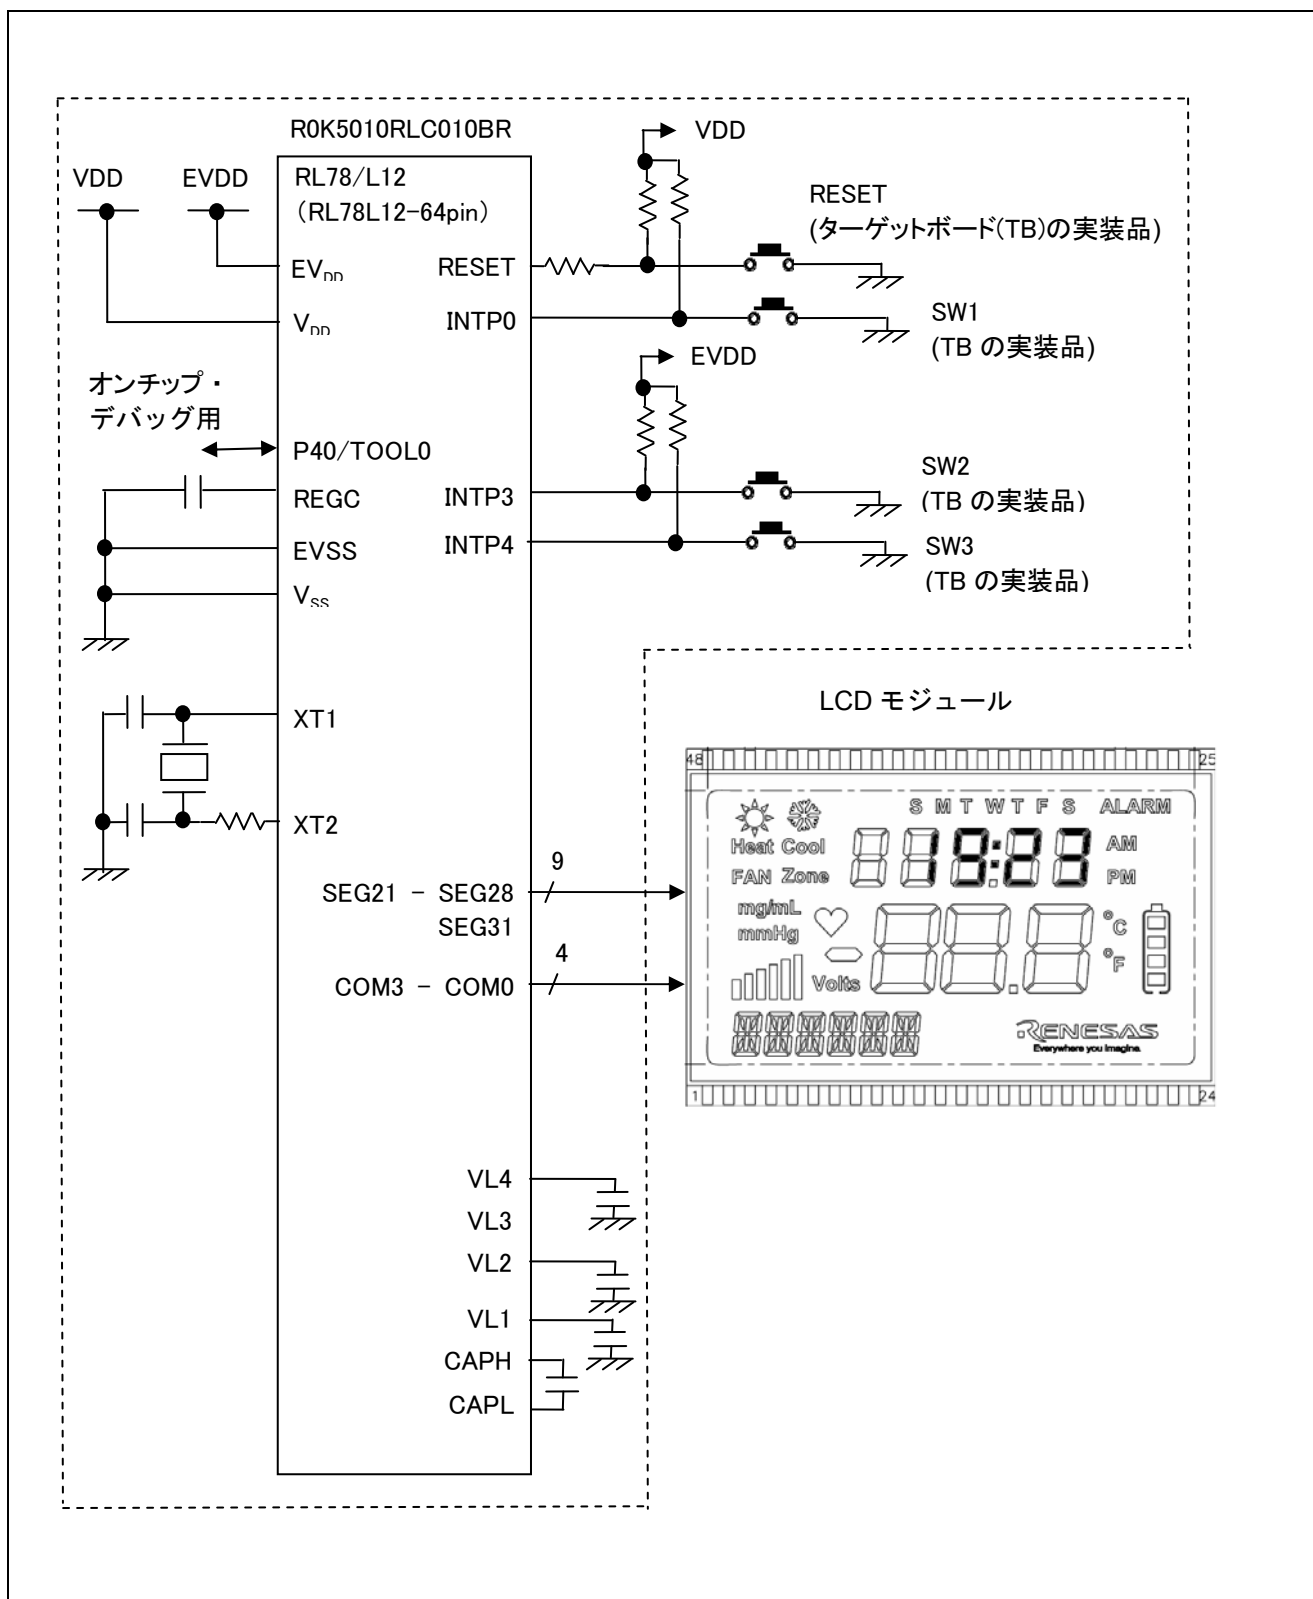 R0K5010RLC010BR
VDD
VDD
EVDD
RL78/L12
(RL78L12-64pin)
RESET
(ターゲットボード(TB)の実装品)
EVDD
RESET
VDD
INTP0
SW1
(TB の実装品)
EVDD
オンチップ・
デバッグ用
P40/TOOL0
REGC
INTP3
SW2
(TB の実装品)
EVSS
INTP4
SW3
(TB の実装品)
VSS
XT1
LCD モジュール
XT2
48
25
S M T W T F S
ALARM
Heat Cool
19:23
AM
FAN Zone
PM
9
SEG21 - SEG28
SEG31
mg/mL
mmHg
°C
°F
4
COM3 - COM0
Volts
RENESAS
Everywhere you imagine.
1
24
VL4
VL3
VL2
VL1
CAPH
CAPL